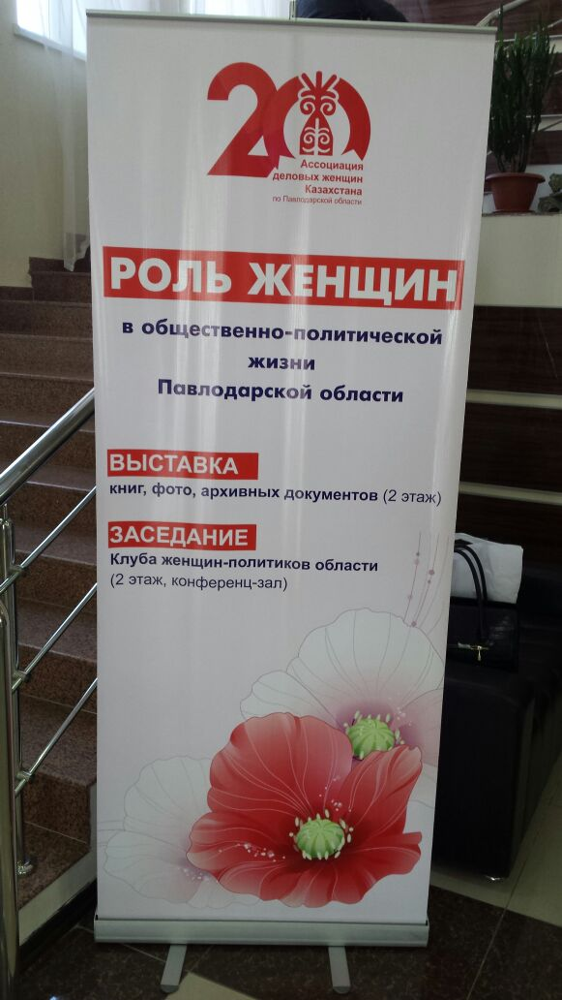 20
Ассоциация
деловых женщин
Казахстана
по Павлодарской области
РОЛЬ ЖЕНЩИН
в общественно-политической
жизни
Павлодарской области
ВЫСТАВКА
книг, фото, архивных документов (2 этаж)
ЗАСЕДАНИЕ
Клуба женщин-политиков области
(2 этаж, конференц-зал)